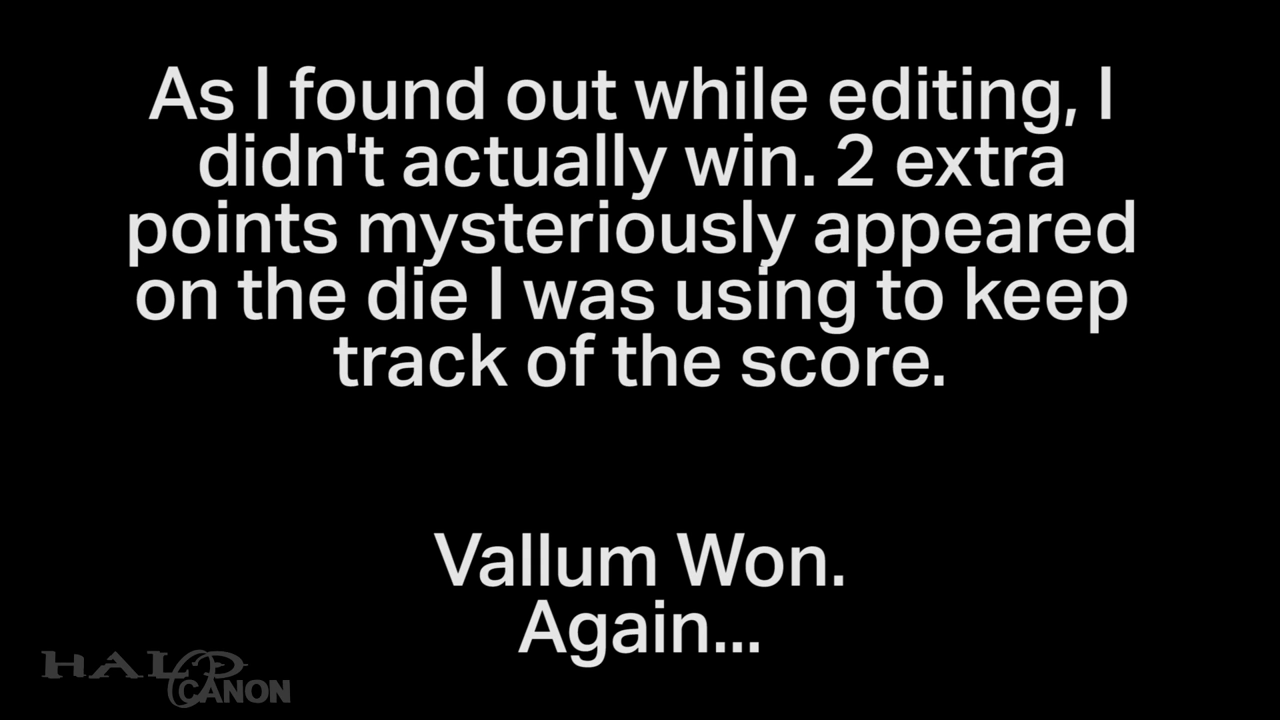 As I found out while editing, I
didn't actually win. 2 extra
points mysteriously appeared
on the die I was using to keep
track of the score.
Vallum Won.
Again...
HALO
CANON